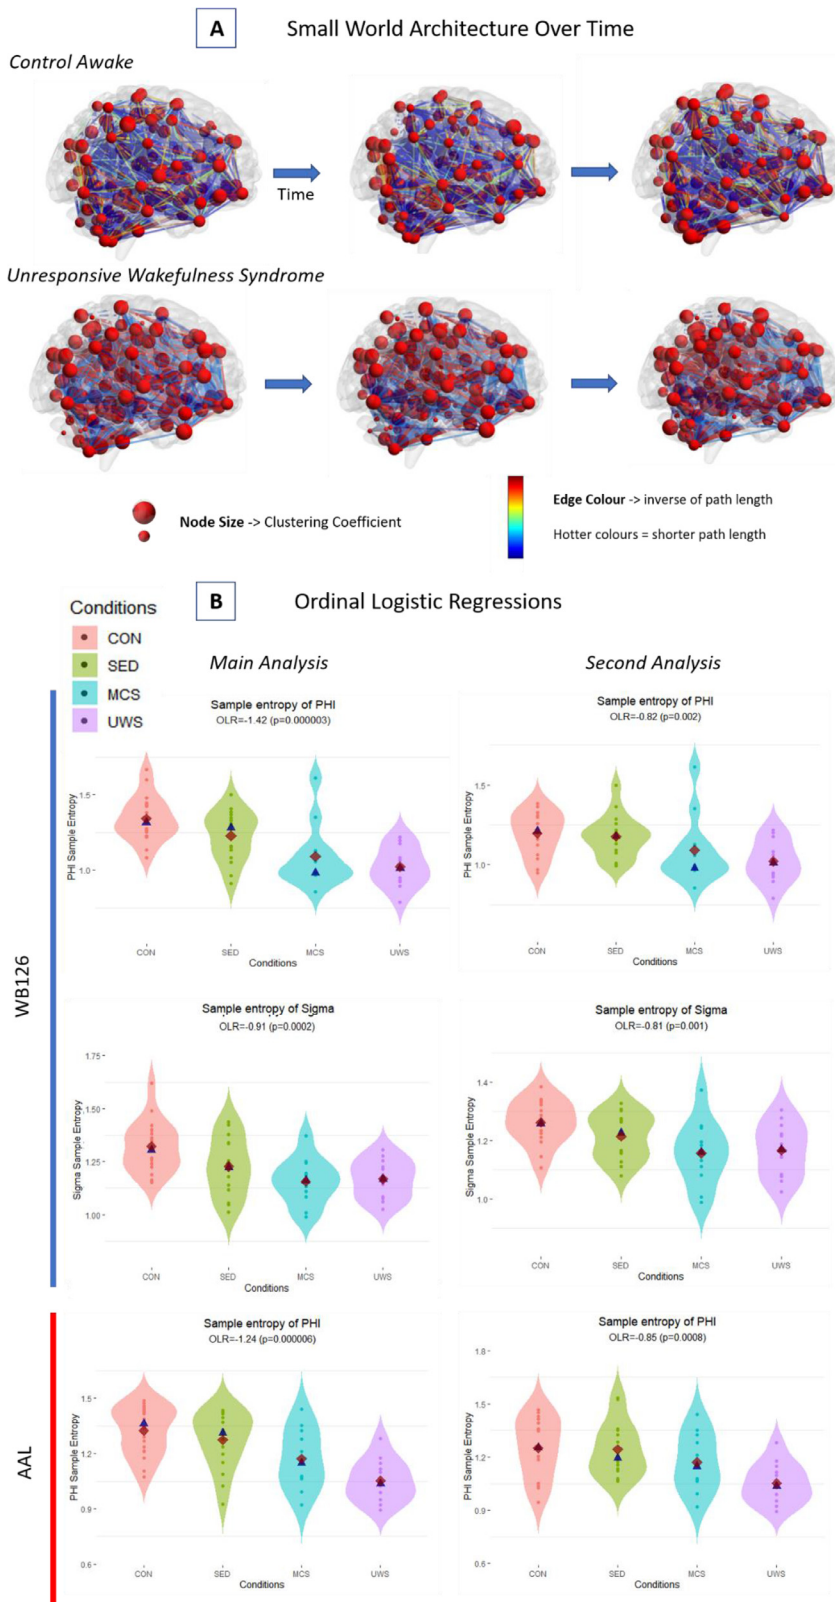 A Small World Architecture Over Time
Control Awake
Time
Unresponsive Wakefulness Syndrome
Node Size -> Clustering Coefficient
Edge Colour -> inverse of path length
Hotter colours = shorter path length
B Ordinal Logistic Regressions
Conditions
CON
SED
MCS
UWS
Main Analysis
Second Analysis
WB126
Sample entropy of PHI
OLR=-1.42 (p=0.000003)
PHI Sample Entropy
1.5
1.0
CON SED MCS UWS
Conditions
Sample entropy of PHI
OLR=-0.82 (p=0.002)
PHI Sample Entropy
1.5
1.0
CON SED MCS UWS
Conditions
Sample entropy of Sigma
OLR=-0.91 (p=0.0002)
Sigma Sample Entropy
1.75
1.50
1.25
1.00
CON SED MCS UWS
Conditions
Sample entropy of Sigma
OLR=-0.81 (p=0.001)
Sigma Sample Entropy
1.4
1.2
1.0
CON SED MCS UWS
Conditions
AAL
Sample entropy of PHI
OLR=-1.24 (p=0.000006)
PHI Sample Entropy
1.5
1.2
0.9
0.6
CON SED MCS UWS
Conditions
Sample entropy of PHI
OLR=-0.85 (p=0.0008)
PHI Sample Entropy
1.8
1.5
1.2
0.9
0.6
CON SED MCS UWS
Conditions